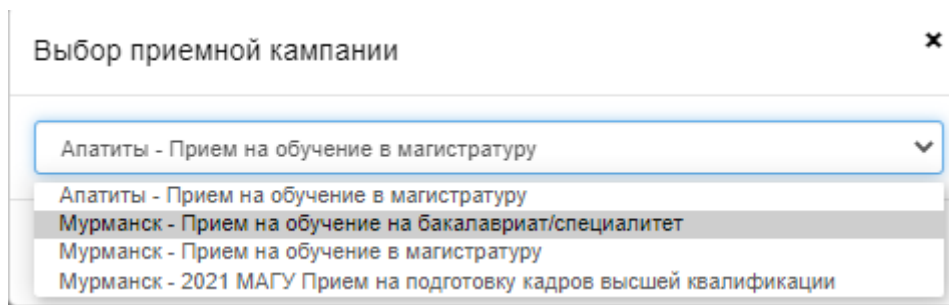 Выбор приемной кампании
Апатиты - Прием на обучение в магистратуру
Апатиты - Прием на обучение в магистратуру
Мурманск - Прием на обучение на бакалавриат/специалитет
Мурманск - Прием на обучение в магистратуру
Мурманск - 2021 МАГУ Прием на подготовку кадров высшей квалификации